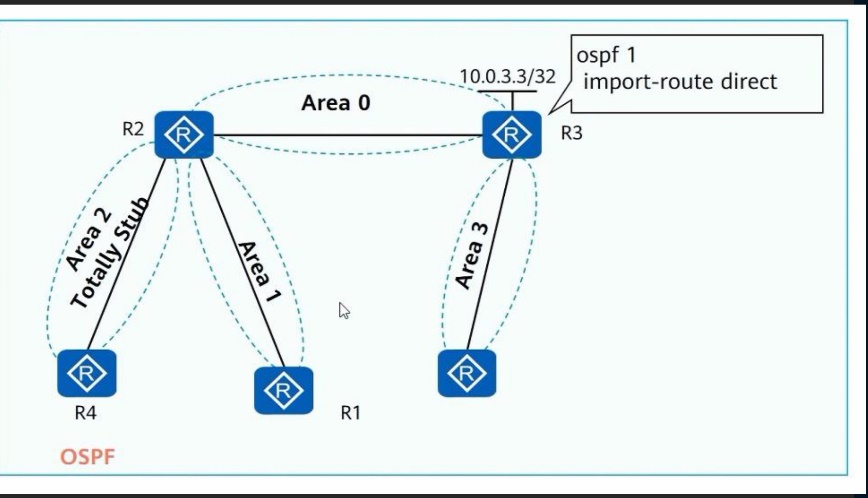 ospf 1
import-route direct
10.0.3.3/32
Area 0
R2
R
R
R3
Area 2
Totally Stub
Area 1
Area 3
R
R
R
R4
R1
OSPF